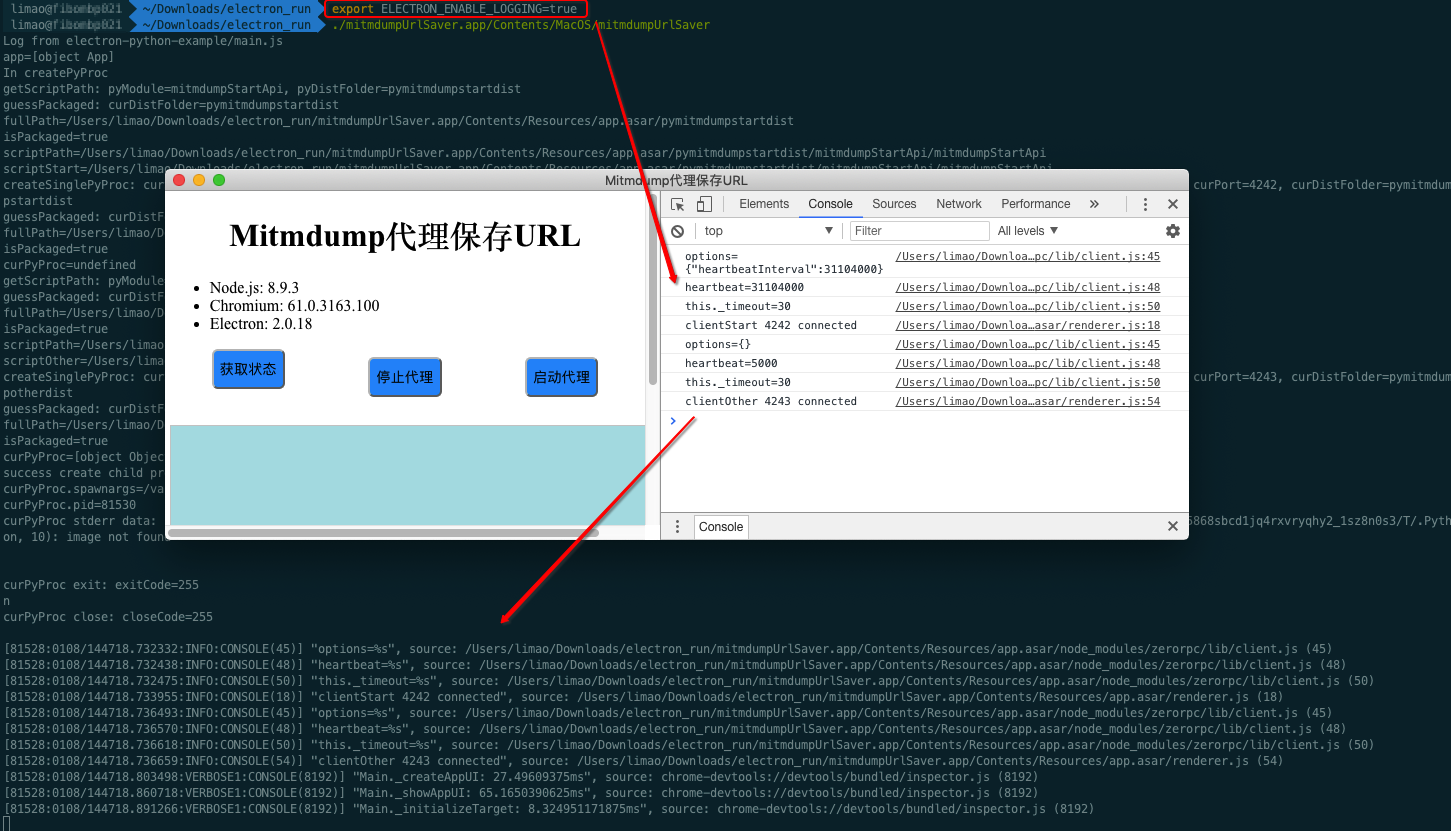 limao@ ~/Downloads/electron_run export ELECTRON_ENABLE_LOGGING=true
limao@ ~/Downloads/electron_run ./mitmdumpUrlSaver.app/Contents/MacOS/mitmdumpUrlSaver
Log from electron-python-example/main.js
app=[object App]
In createPyProc
getScriptPath: pyModule=mitmdumpStartApi, pyDistFolder=pymitmdumpstartdist
guessPackaged: curDistFolder=pymitmdumpstartdist
fullPath=/Users/limao/Downloads/electron_run/mitmdumpUrlSaver.app/Contents/Resources/app.asar/pymitmdumpstartdist
isPackaged=true
scriptPath=/Users/limao/Downloads/electron_run/mitmdumpUrlSaver.app/Contents/Resources/app.asar/pymitmdumpstartdist/mitmdumpStartApi/mitmdumpStartApi
scriptStart=/Users/limao/Downloads/electron_run/mitmdumpUrlSaver.app/Contents/Resources/app.asar/pymitmdumpstartdist/mitmdumpStartApi/mitmdumpStartApi
createSinglePyProc: cur curPort=4242, curDistFolder=pymitmdum
pstartdist
guessPackaged: curDistF
fullPath=/Users/limao/D
isPackaged=true
curPyProc=undefined
getScriptPath: pyModule
guessPackaged: curDistF
fullPath=/Users/limao/D
isPackaged=true
scriptPath=/Users/limao
scriptOther=/Users/lima
createSinglePyProc: cur curPort=4243, curDistFolder=pymitmdum
potherdist
guessPackaged: curDistF
fullPath=/Users/limao/D
isPackaged=true
curPyProc=[object Objec
success create child pr
curPyProc.spawnargs=/va
curPyProc.pid=81530
curPyProc stderr data: 5868sbcd1jq4rxvryqhy2_1sz8n0s3/T/.Pyth
on, 10): image not foun
Mitmdump代理保存URL
Mitmdump代理保存URL
Node.js: 8.9.3
Chromium: 61.0.3163.100
Electron: 2.0.18
获取状态
停止代理
启动代理
Elements Console Sources Network Performance »
top Filter All levels
options= /Users/limao/Downloa…pc/lib/client.js:45
{"heartbeatInterval":31104000}
heartbeat=31104000 /Users/limao/Downloa…pc/lib/client.js:48
this._timeout=30 /Users/limao/Downloa…pc/lib/client.js:50
clientStart 4242 connected /Users/limao/Downloa…asar/renderer.js:18
options={} /Users/limao/Downloa…pc/lib/client.js:45
heartbeat=5000 /Users/limao/Downloa…pc/lib/client.js:48
this._timeout=30 /Users/limao/Downloa…pc/lib/client.js:50
clientOther 4243 connected /Users/limao/Downloa…asar/renderer.js:54
Console
curPyProc exit: exitCode=255
n
curPyProc close: closeCode=255
[81528:0108/144718.732332:INFO:CONSOLE(45)] "options=%s", source: /Users/limao/Downloads/electron_run/mitmdumpUrlSaver.app/Contents/Resources/app.asar/node_modules/zerorpc/lib/client.js (45)
[81528:0108/144718.732438:INFO:CONSOLE(48)] "heartbeat=%s", source: /Users/limao/Downloads/electron_run/mitmdumpUrlSaver.app/Contents/Resources/app.asar/node_modules/zerorpc/lib/client.js (48)
[81528:0108/144718.732475:INFO:CONSOLE(50)] "this._timeout=%s", source: /Users/limao/Downloads/electron_run/mitmdumpUrlSaver.app/Contents/Resources/app.asar/node_modules/zerorpc/lib/client.js (50)
[81528:0108/144718.733955:INFO:CONSOLE(18)] "clientStart 4242 connected", source: /Users/limao/Downloads/electron_run/mitmdumpUrlSaver.app/Contents/Resources/app.asar/renderer.js (18)
[81528:0108/144718.736493:INFO:CONSOLE(45)] "options=%s", source: /Users/limao/Downloads/electron_run/mitmdumpUrlSaver.app/Contents/Resources/app.asar/node_modules/zerorpc/lib/client.js (45)
[81528:0108/144718.736570:INFO:CONSOLE(48)] "heartbeat=%s", source: /Users/limao/Downloads/electron_run/mitmdumpUrlSaver.app/Contents/Resources/app.asar/node_modules/zerorpc/lib/client.js (48)
[81528:0108/144718.736618:INFO:CONSOLE(50)] "this._timeout=%s", source: /Users/limao/Downloads/electron_run/mitmdumpUrlSaver.app/Contents/Resources/app.asar/node_modules/zerorpc/lib/client.js (50)
[81528:0108/144718.736659:INFO:CONSOLE(54)] "clientOther 4243 connected", source: /Users/limao/Downloads/electron_run/mitmdumpUrlSaver.app/Contents/Resources/app.asar/renderer.js (54)
[81528:0108/144718.803498:VERBOSE1:CONSOLE(8192)] "Main._createAppUI: 27.49609375ms", source: chrome-devtools://devtools/bundled/inspector.js (8192)
[81528:0108/144718.860718:VERBOSE1:CONSOLE(8192)] "Main._showAppUI: 65.1650390625ms", source: chrome-devtools://devtools/bundled/inspector.js (8192)
[81528:0108/144718.891266:VERBOSE1:CONSOLE(8192)] "Main._initializeTarget: 8.324951171875ms", source: chrome-devtools://devtools/bundled/inspector.js (8192)